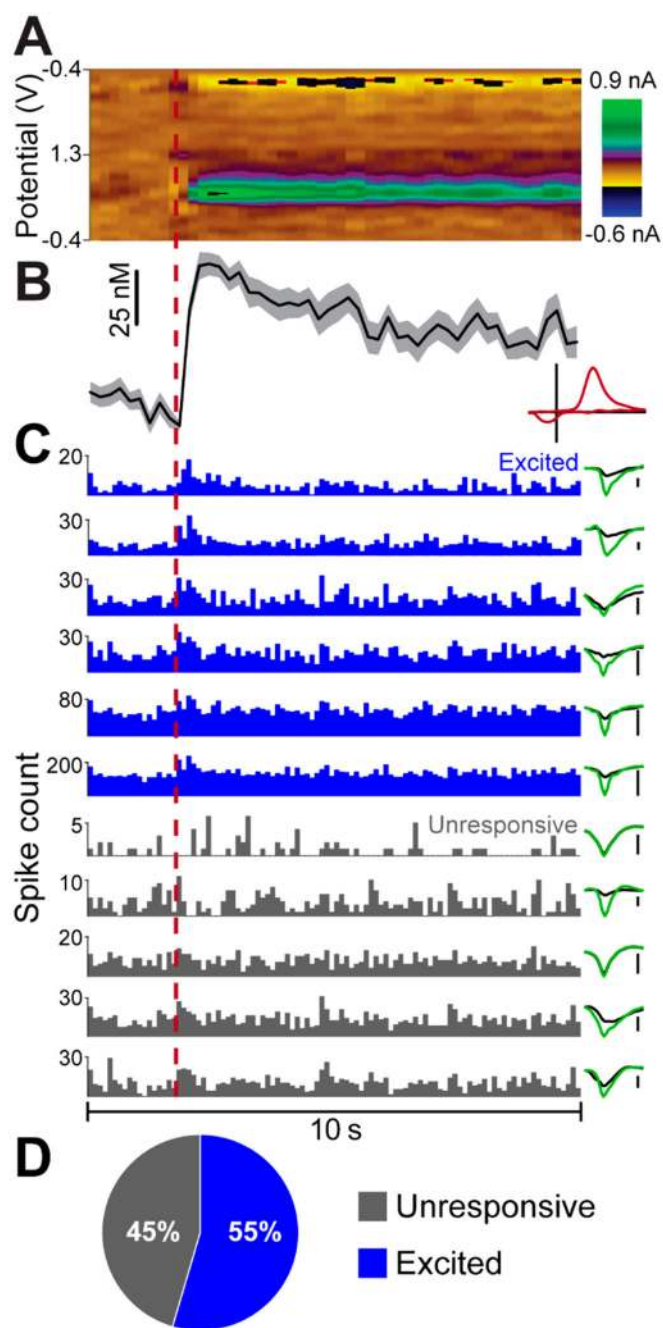 A
-0.4
1.3
-0.4
Potential (V)
0.9 nA
-0.6 nA
B
25 nM
C
20
Excited
30
30
30
80
200
Spike count
5
Unresponsive
10
20
30
30
10 s
D
45%
55%
Unresponsive
Excited